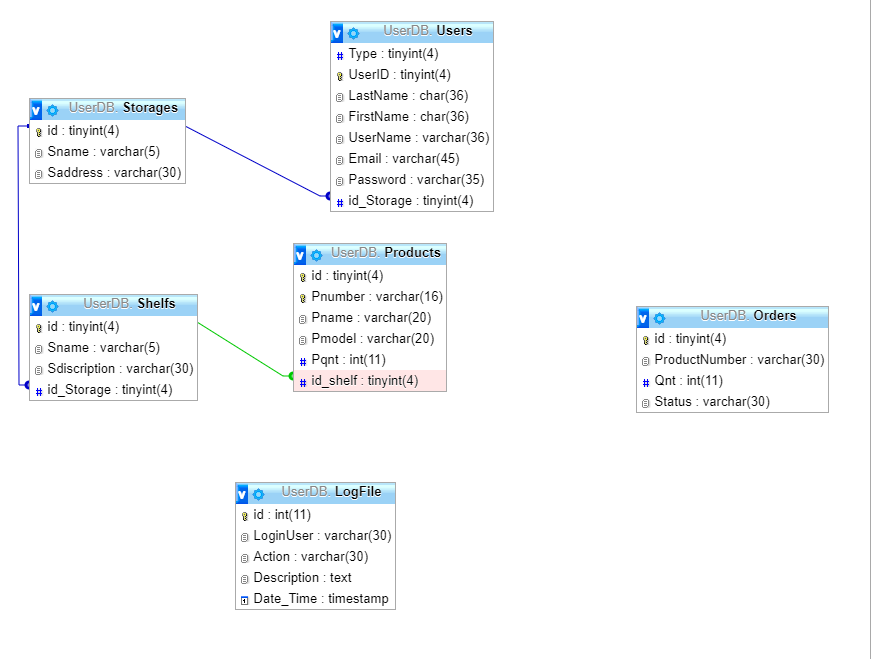 UserDB. Users
# Type : tinyint(4)
UserID : tinyint(4)
LastName : char(36)
FirstName : char(36)
UserName : varchar(36)
Email : varchar(45)
Password : varchar(35)
# id_Storage : tinyint(4)
UserDB. Storages
id : tinyint(4)
Sname : varchar(5)
Saddress : varchar(30)
UserDB. Products
id : tinyint(4)
Pnumber : varchar(16)
Pname : varchar(20)
Pmodel : varchar(20)
# Pqnt : int(11)
# id_shelf : tinyint(4)
UserDB. Shelfs
id : tinyint(4)
Sname : varchar(5)
Sdiscription : varchar(30)
# id_Storage : tinyint(4)
UserDB. Orders
id : tinyint(4)
ProductNumber : varchar(30)
# Qnt : int(11)
Status : varchar(30)
UserDB. LogFile
id : int(11)
LoginUser : varchar(30)
Action : varchar(30)
Description : text
Date_Time : timestamp